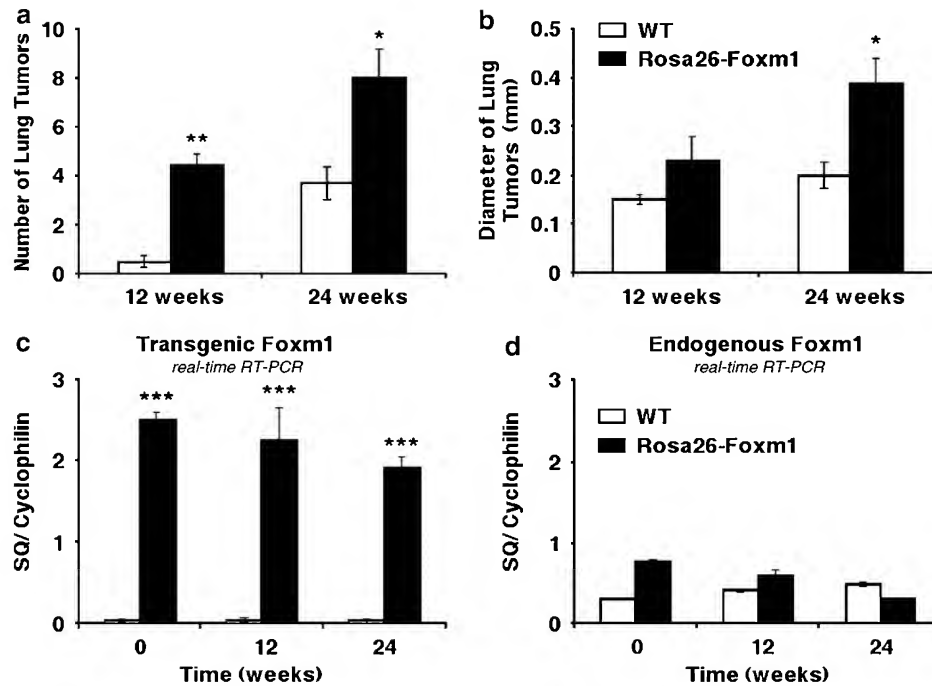 a
Number of Lung Tumors
10
8
6
4
2
0
**
*
12 weeks
24 weeks
b
WT
Rosa26-Foxm1
Diameter of Lung
Tumors (mm)
0.5
0.4
0.3
0.2
0.1
0
*
12 weeks
24 weeks
c
Transgenic Foxm1
real-time RT-PCR
SQ/ Cyclophilin
3
2
1
0
***
***
***
0
12
24
Time (weeks)
d
Endogenous Foxm1
real-time RT-PCR
WT
Rosa26-Foxm1
SQ/ Cyclophilin
3
2
1
0
0
12
24
Time (weeks)